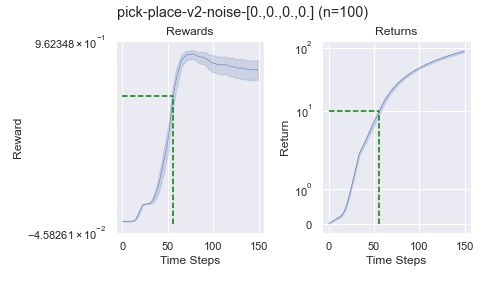 pick-place-v2-noise-[0.,0.,0.,0.] (n=100)
Rewards
Reward
9.62348 × 10⁻¹
−4.58261 × 10⁻²
0
50
100
150
Time Steps
Returns
Return
10²
10¹
10⁰
0
0
50
100
150
Time Steps